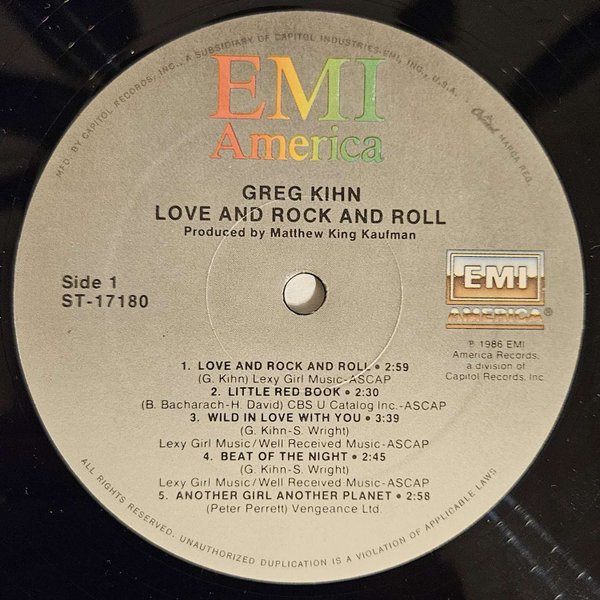 MFD. BY CAPITOL RECORDS, INC., A SUBSIDIARY OF CAPITOL INDUSTRIES-EMI, INC., U.S.A.
Capitol MARCA REG.
EMI
America
GREG KIHN
LOVE AND ROCK AND ROLL
Produced by Matthew King Kaufman
Side 1
ST-17180
EMI
AMERICA®
℗ 1986 EMI
America Records,
a division of
Capitol Records, Inc.
1. LOVE AND ROCK AND ROLL • 2:59
(G. Kihn) Lexy Girl Music-ASCAP
2. LITTLE RED BOOK • 2:30
(B. Bacharach-H. David) CBS U Catalog Inc.-ASCAP
3. WILD IN LOVE WITH YOU • 3:39
(G. Kihn-S. Wright)
Lexy Girl Music/Well Received Music-ASCAP
4. BEAT OF THE NIGHT • 2:45
(G. Kihn-S. Wright)
Lexy Girl Music/Well Received Music-ASCAP
5. ANOTHER GIRL ANOTHER PLANET • 2:58
(Peter Perrett) Vengeance Ltd.
ALL RIGHTS RESERVED. UNAUTHORIZED DUPLICATION IS A VIOLATION OF APPLICABLE LAWS